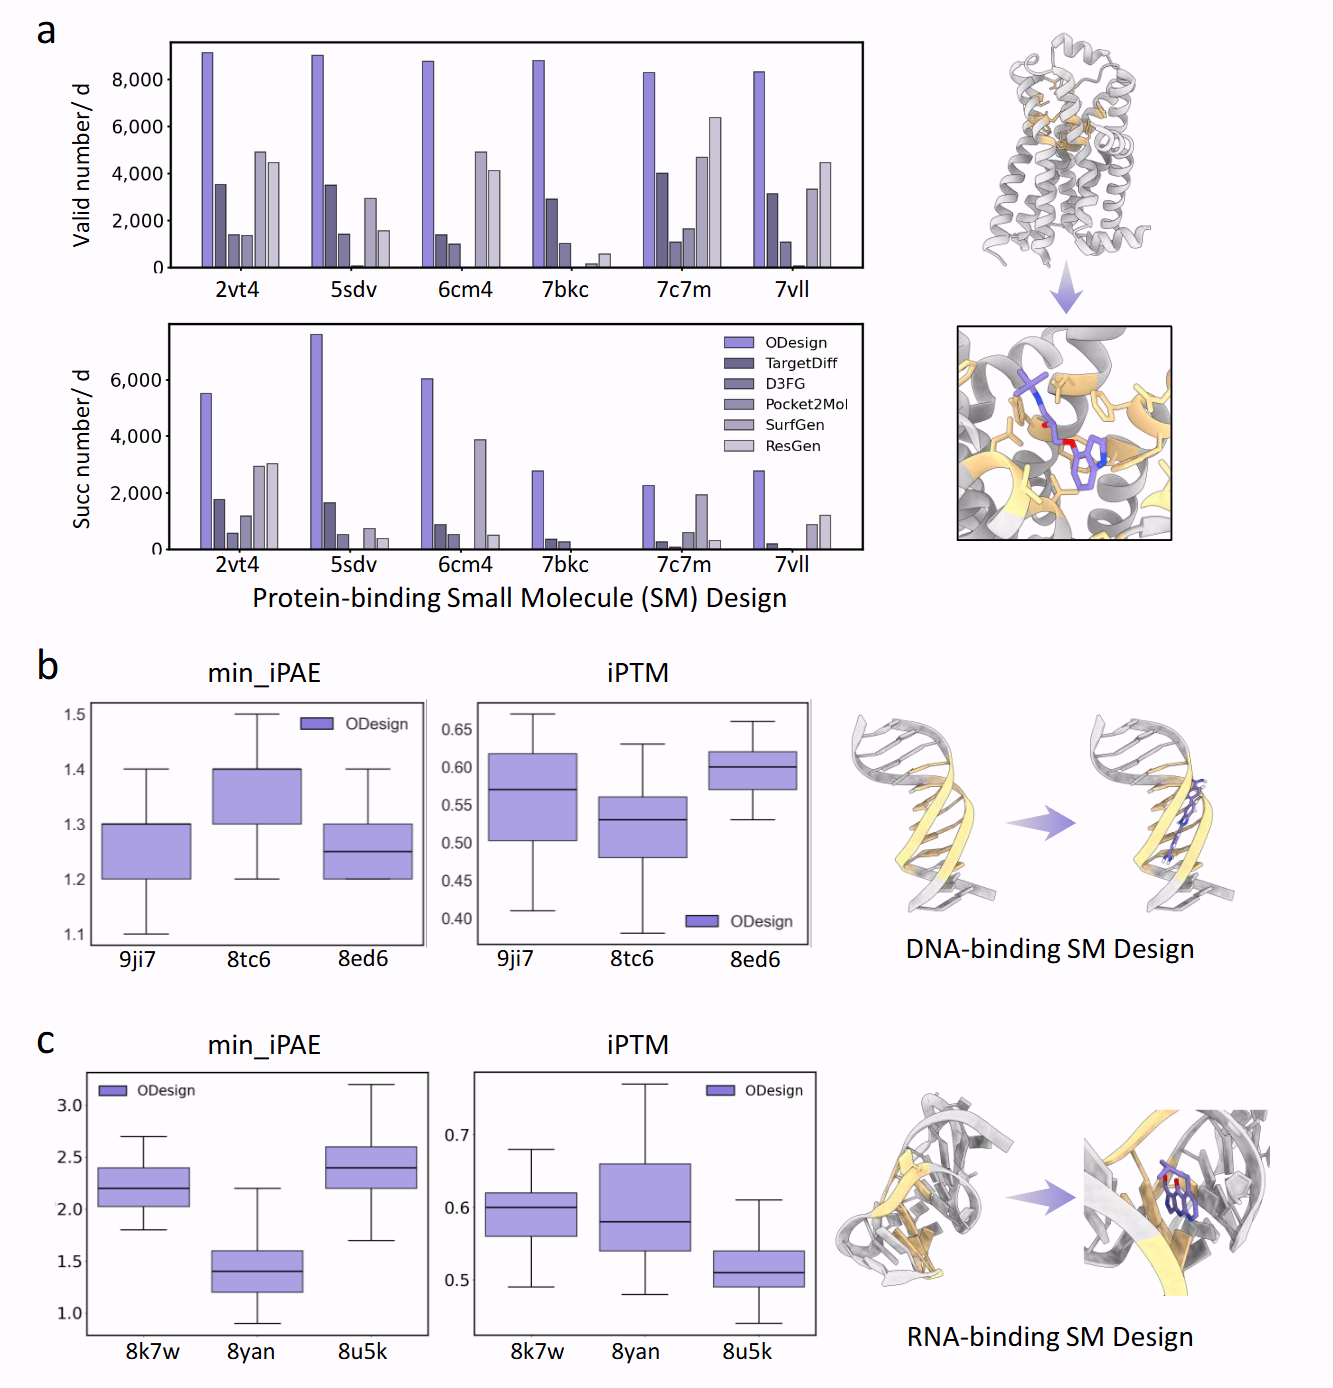 a
Valid number/ d
8,000
6,000
4,000
2,000
0
2vt4 5sdv 6cm4 7bkc 7c7m 7vll
Succ number/ d
6,000
4,000
2,000
0
ODesign
TargetDiff
D3FG
Pocket2Mol
SurfGen
ResGen
2vt4 5sdv 6cm4 7bkc 7c7m 7vll
Protein-binding Small Molecule (SM) Design
b
min_iPAE
1.5
1.4
1.3
1.2
1.1
ODesign
9ji7 8tc6 8ed6
iPTM
0.65
0.60
0.55
0.50
0.45
0.40
ODesign
9ji7 8tc6 8ed6
DNA-binding SM Design
c
min_iPAE
3.0
2.5
2.0
1.5
1.0
ODesign
8k7w 8yan 8u5k
iPTM
0.7
0.6
0.5
ODesign
8k7w 8yan 8u5k
RNA-binding SM Design